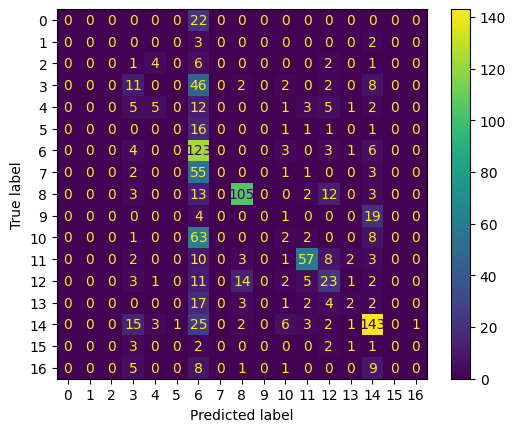 0 0 0 0 0 0 22 0 0 0 0 0 0 0 0 0 0
1 0 0 0 0 0 0 3 0 0 0 0 0 0 0 2 0 0
2 0 0 0 1 4 0 6 0 0 0 0 0 2 0 1 0 0
3 0 0 0 11 0 0 46 0 2 0 2 0 2 0 8 0 0
4 0 0 0 5 5 0 12 0 0 0 1 3 5 1 2 0 0
5 0 0 0 0 0 0 16 0 0 0 1 1 1 0 1 0 0
6 0 0 0 4 0 0 123 0 0 0 3 0 3 1 6 0 0
7 0 0 0 2 0 0 55 0 0 0 1 1 0 0 3 0 0
8 0 0 0 3 0 0 13 0 105 0 0 2 12 0 3 0 0
9 0 0 0 0 0 0 4 0 0 0 1 0 0 0 19 0 0
10 0 0 0 1 0 0 63 0 0 0 2 2 0 0 8 0 0
11 0 0 0 2 0 0 10 0 3 0 1 57 8 2 3 0 0
12 0 0 0 3 1 0 11 0 14 0 2 5 23 1 2 0 0
13 0 0 0 0 0 0 17 0 3 0 1 2 4 2 2 0 0
14 0 0 0 15 3 1 25 0 2 0 6 3 2 1 143 0 1
15 0 0 0 3 0 0 2 0 0 0 0 0 2 1 1 0 0
16 0 0 0 5 0 0 8 0 1 0 1 0 0 0 9 0 0
0 1 2 3 4 5 6 7 8 9 10 11 12 13 14 15 16
Predicted label
True label
140
120
100
80
60
40
20
0